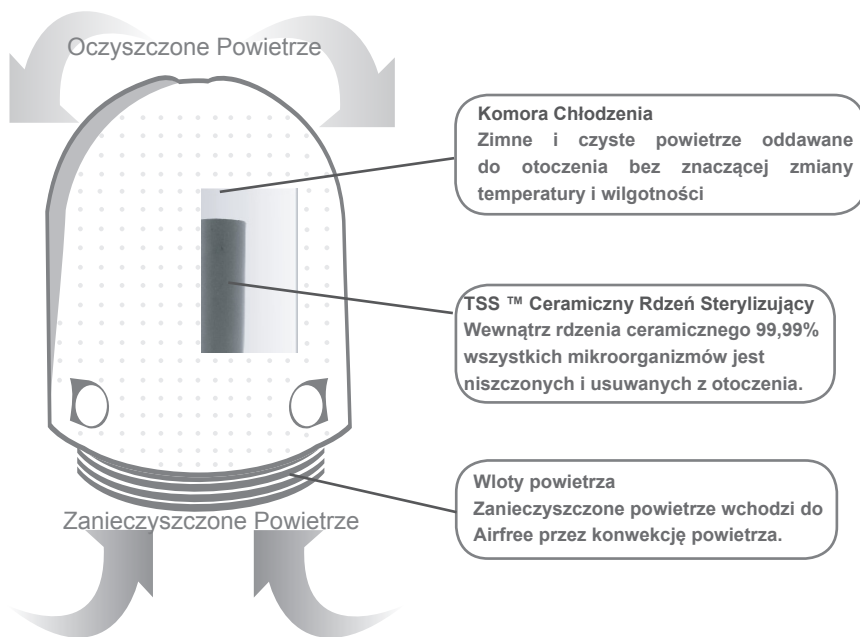 Oczyszczone Powietrze
Komora Chłodzenia
Zimne i czyste powietrze oddawane
do otoczenia bez znaczącej zmiany
temperatury i wilgotności
TSS ™ Ceramiczny Rdzeń Sterylizujący
Wewnątrz rdzenia ceramicznego 99,99%
wszystkich mikroorganizmów jest
niszczonych i usuwanych z otoczenia.
Wloty powietrza
Zanieczyszczone powietrze wchodzi do
Airfree przez konwekcję powietrza.
Zanieczyszczone Powietrze